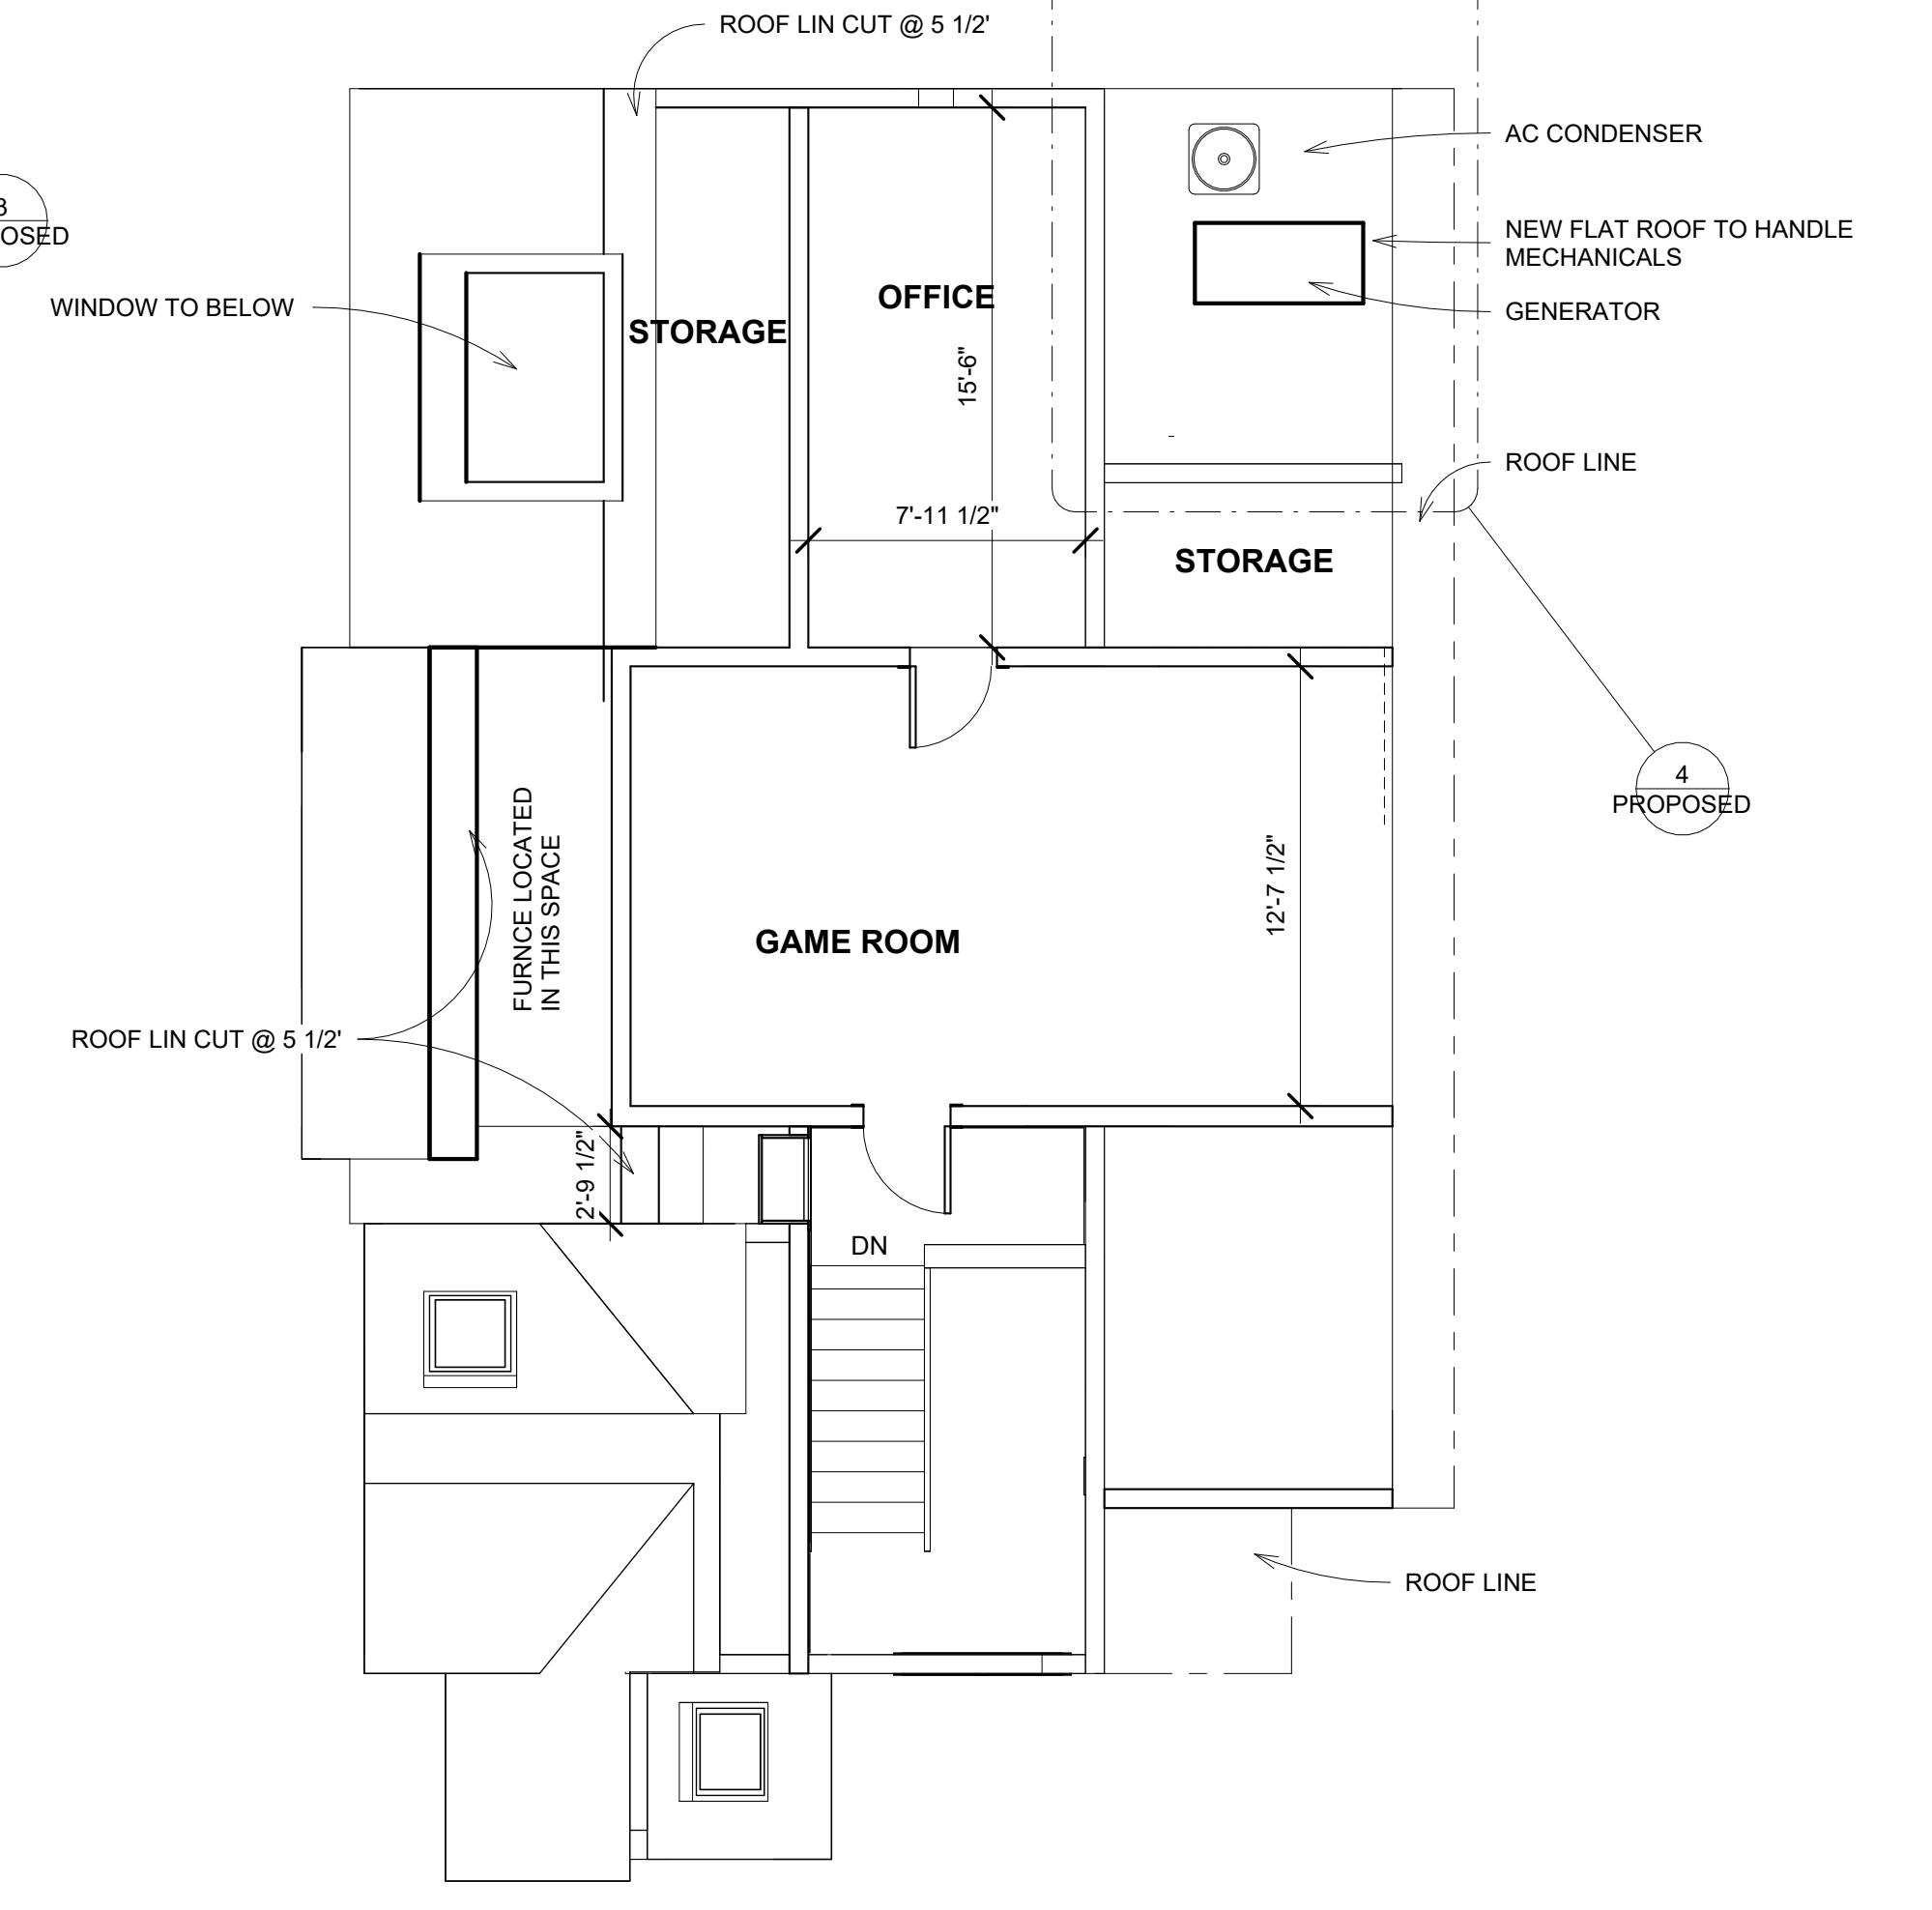 ROOF LIN CUT @ 5 1/2'
AC CONDENSER
3
OSED
NEW FLAT ROOF TO HANDLE
MECHANICALS
WINDOW TO BELOW
OFFICE
GENERATOR
STORAGE
15'-6"
ROOF LINE
7'-11 1/2"
STORAGE
4
PROPOSED
FURNCE LOCATED
IN THIS SPACE
12'-7 1/2"
GAME ROOM
ROOF LIN CUT @ 5 1/2'
2'-9 1/2"
DN
ROOF LINE